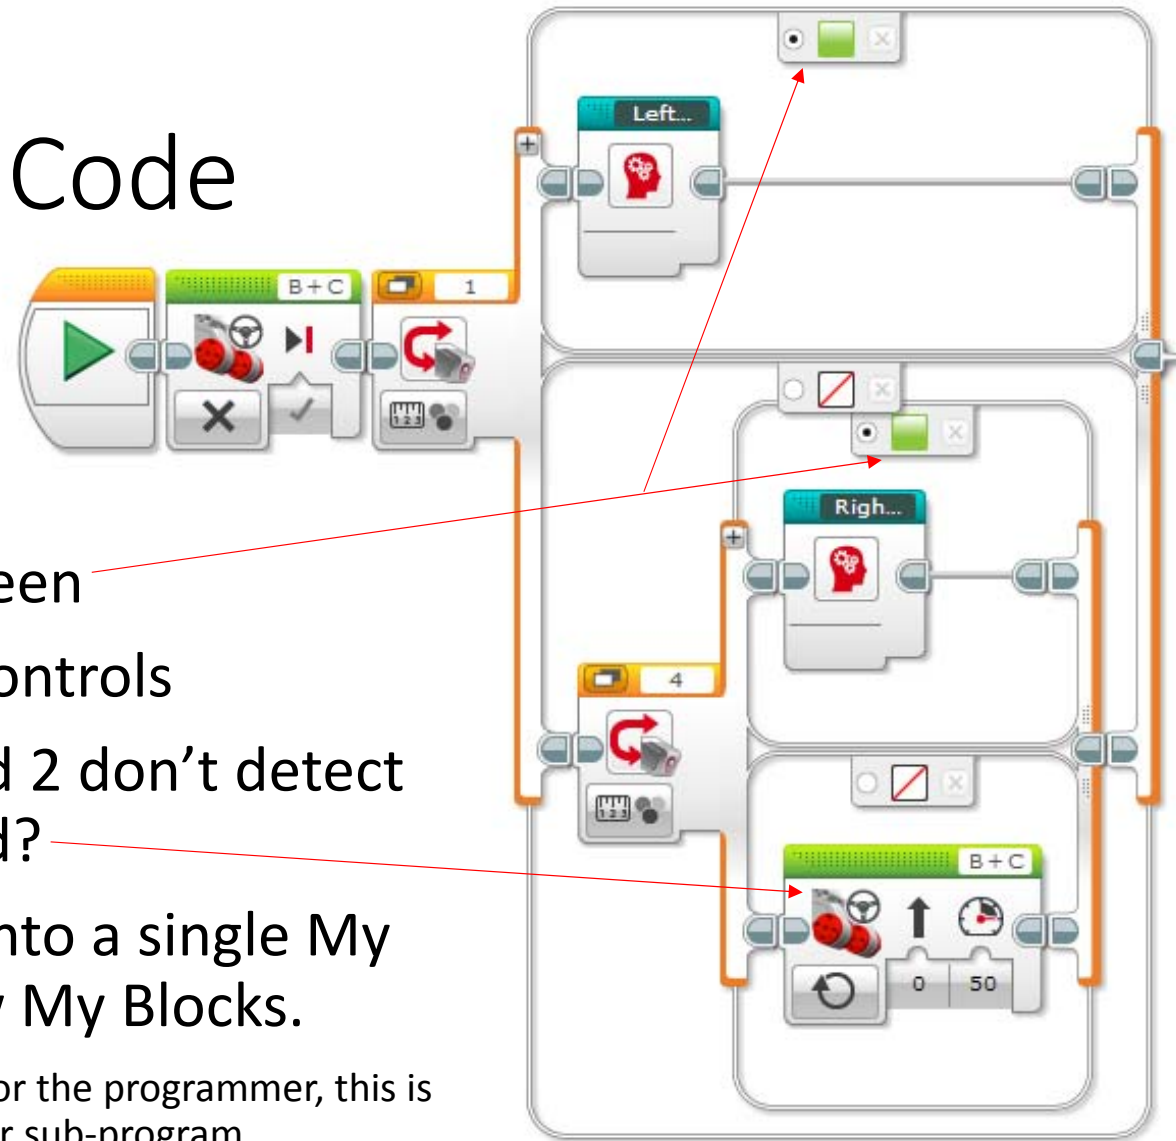 Code
Left...
B+C
1
een
ontrols
Righ...
4
d 2 don't detect
d?
B+C
0
50
nto a single My
y My Blocks.
or the programmer, this is
r sub-program